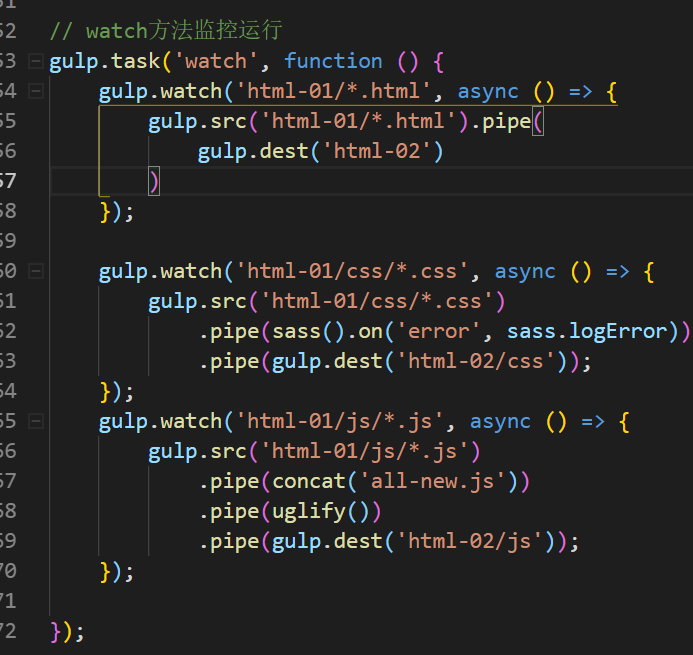 52 // watch方法监控运行
53 gulp.task('watch', function () {
54 gulp.watch('html-01/*.html', async () => {
55 gulp.src('html-01/*.html').pipe(
56 gulp.dest('html-02')
57 )
58 });
59
60 gulp.watch('html-01/css/*.css', async () => {
61 gulp.src('html-01/css/*.css')
62 .pipe(sass().on('error', sass.logError))
63 .pipe(gulp.dest('html-02/css'));
64 });
65 gulp.watch('html-01/js/*.js', async () => {
66 gulp.src('html-01/js/*.js')
67 .pipe(concat('all-new.js'))
68 .pipe(uglify())
69 .pipe(gulp.dest('html-02/js'));
70 });
71
72 });